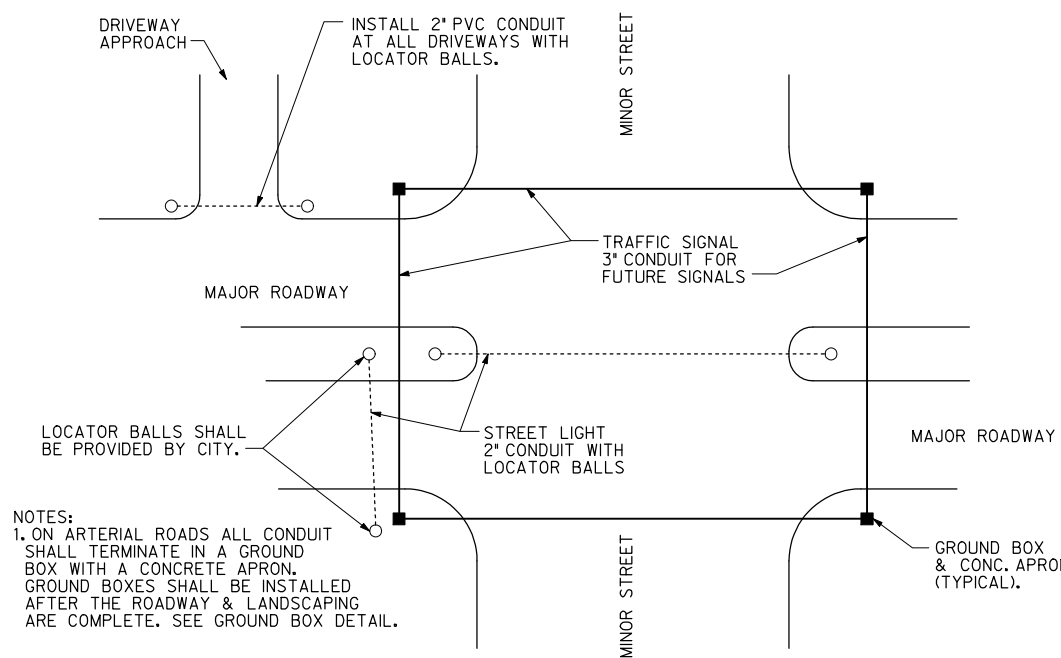 DRIVEWAY
APPROACH
INSTALL 2" PVC CONDUIT
AT ALL DRIVEWAYS WITH
LOCATOR BALLS.
MINOR STREET
TRAFFIC SIGNAL
3" CONDUIT FOR
FUTURE SIGNALS
MAJOR ROADWAY
LOCATOR BALLS SHALL
BE PROVIDED BY CITY.
STREET LIGHT
2" CONDUIT WITH
LOCATOR BALLS
MAJOR ROADWAY
NOTES:
1. ON ARTERIAL ROADS ALL CONDUIT
SHALL TERMINATE IN A GROUND
BOX WITH A CONCRETE APRON.
GROUND BOXES SHALL BE INSTALLED
AFTER THE ROADWAY & LANDSCAPING
ARE COMPLETE. SEE GROUND BOX DETAIL.
MINOR STREET
GROUND BOX
& CONC. APRON
(TYPICAL).